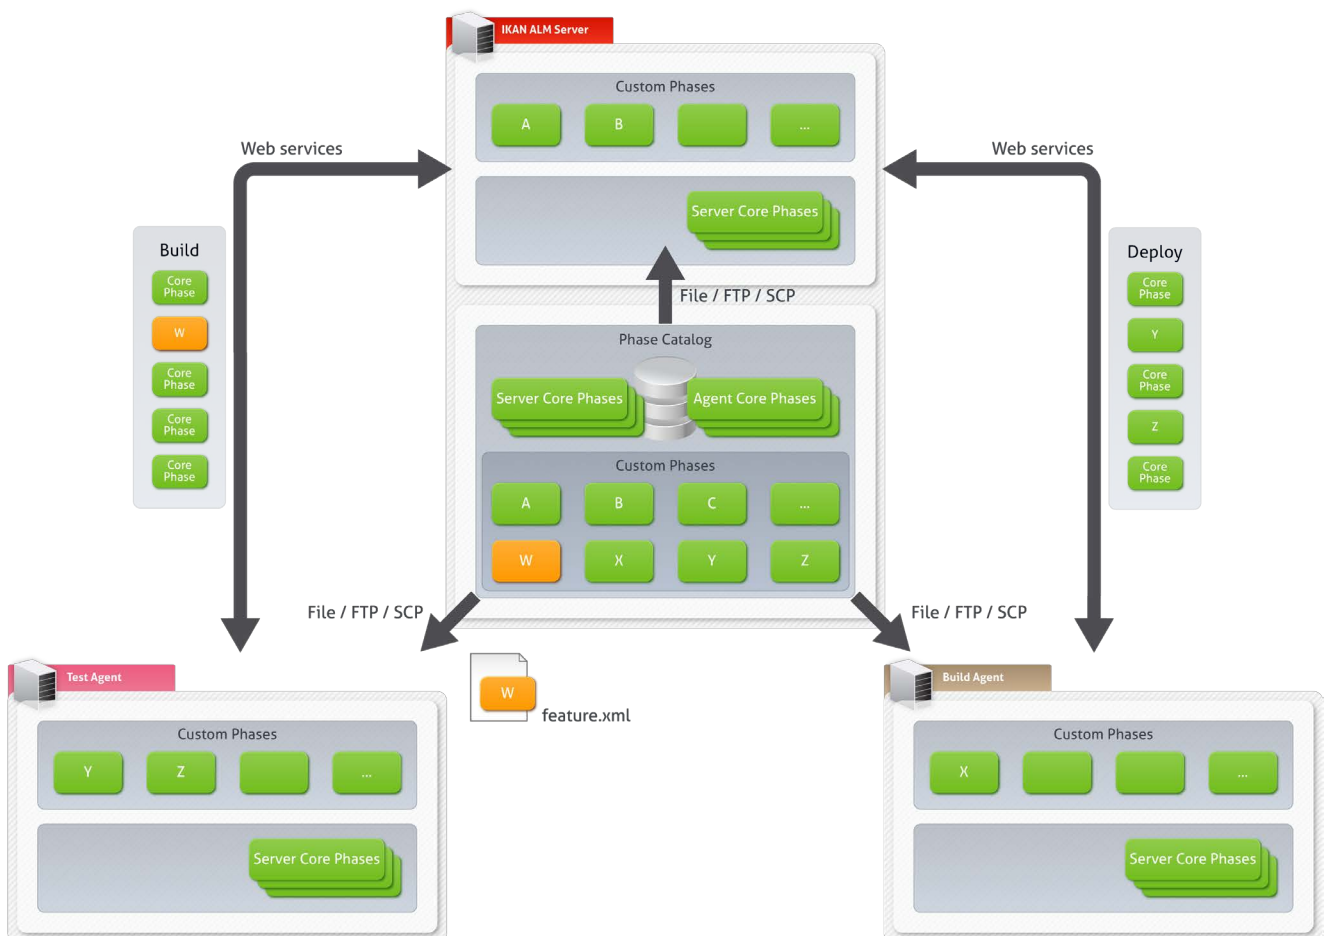 IKAN ALM Server
Custom Phases
A
B
...
Server Core Phases
Web services
Web services
Build
Core
Phase
W
Core
Phase
Core
Phase
Core
Phase
Deploy
Core
Phase
Y
Core
Phase
Z
Core
Phase
File / FTP / SCP
Phase Catalog
Server Core Phases
Agent Core Phases
Custom Phases
A
B
C
...
W
X
Y
Z
File / FTP / SCP
File / FTP / SCP
W
feature.xml
Test Agent
Custom Phases
Y
Z
...
Server Core Phases
Build Agent
Custom Phases
X
...
Server Core Phases